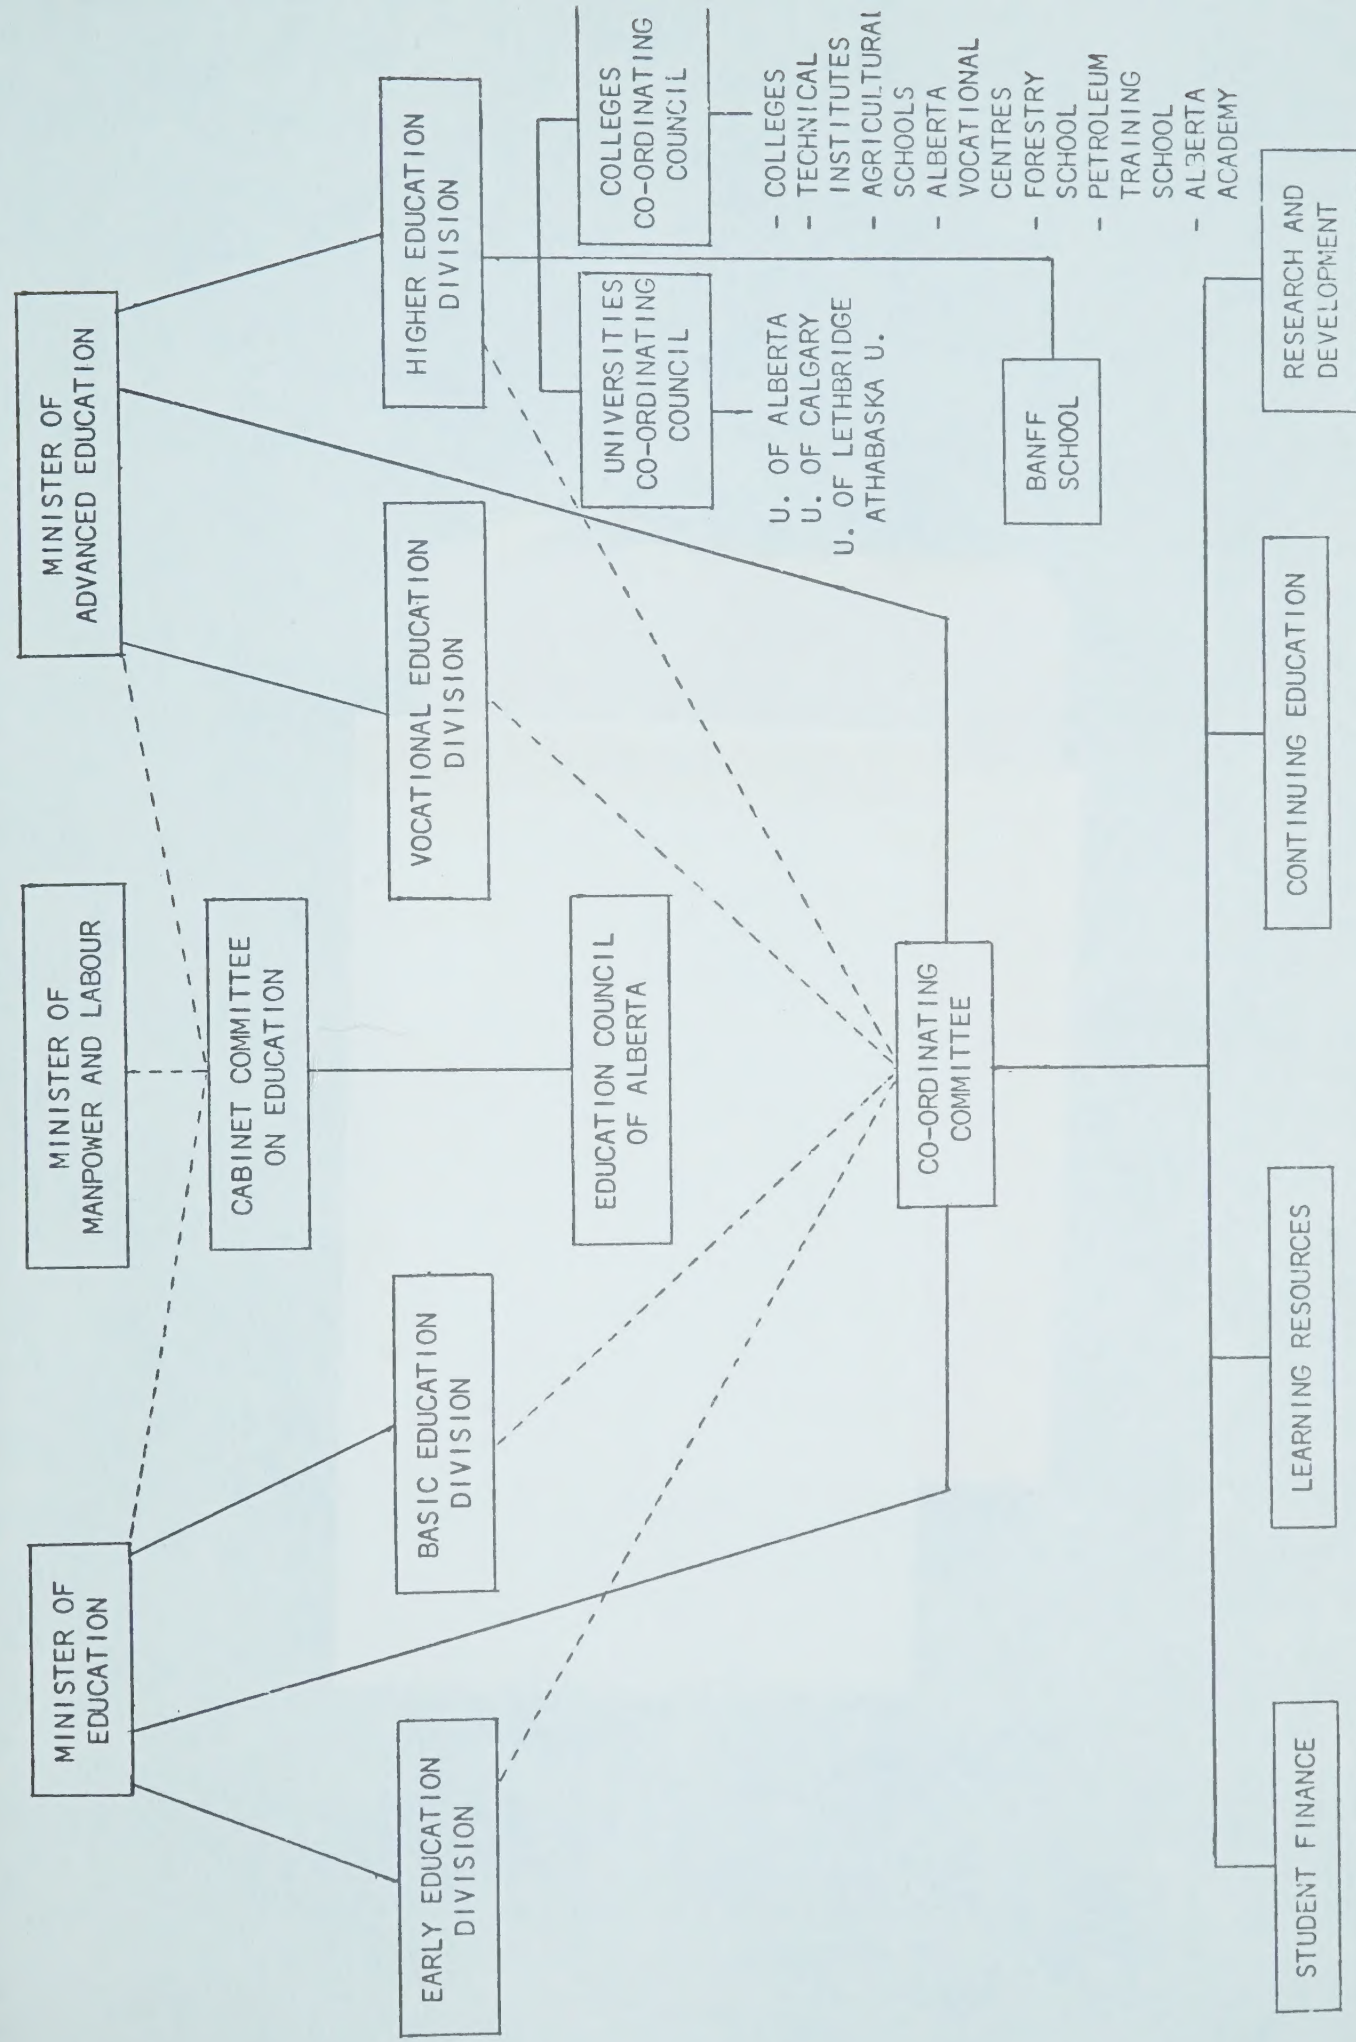 MINISTER OF
EDUCATION
MINISTER OF
MANPOWER AND LABOUR
MINISTER OF
ADVANCED EDUCATION
CABINET COMMITTEE
ON EDUCATION
EARLY EDUCATION
DIVISION
BASIC EDUCATION
DIVISION
VOCATIONAL EDUCATION
DIVISION
HIGHER EDUCATION
DIVISION
EDUCATION COUNCIL
OF ALBERTA
UNIVERSITIES
CO-ORDINATING
COUNCIL
COLLEGES
CO-ORDINATING
COUNCIL
U. OF ALBERTA
U. OF CALGARY
U. OF LETHBRIDGE
ATHABASKA U.
- COLLEGES
- TECHNICAL
INSTITUTES
- AGRICULTURAL
SCHOOLS
- ALBERTA
VOCATIONAL
CENTRES
- FORESTRY
SCHOOL
- PETROLEUM
TRAINING
SCHOOL
- ALBERTA
ACADEMY
CO-ORDINATING
COMMITTEE
BANFF
SCHOOL
STUDENT FINANCE
LEARNING RESOURCES
CONTINUING EDUCATION
RESEARCH AND
DEVELOPMENT